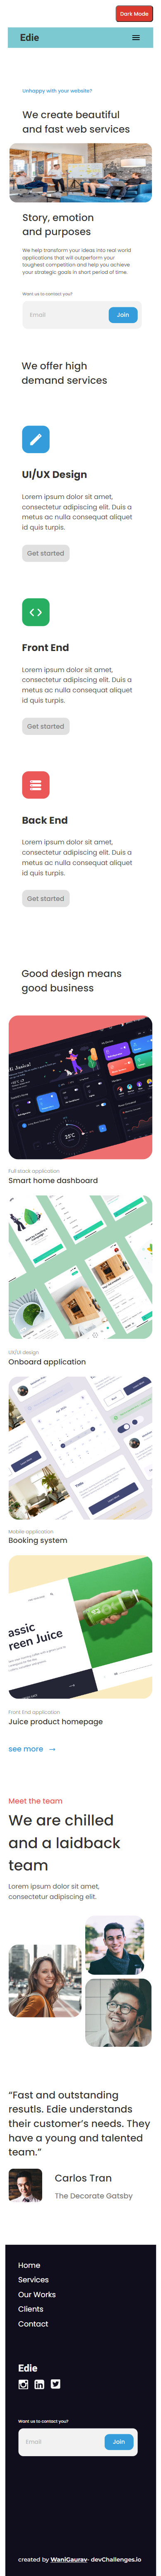 Dark Mode
Edie
Unhappy with your website?
We create beautiful
and fast web services
Story, emotion
and purposes
We help transform your ideas into real world
applications that will outperform your
toughest competition and help you achieve
your strategic goals in short period of time.
Want us to contact you?
Email
Join
We offer high
demand services
UI/UX Design
Lorem ipsum dolor sit amet,
consectetur adipiscing elit. Duis a
metus ac nulla consequat aliquet
id quis turpis.
Get started
Front End
Lorem ipsum dolor sit amet,
consectetur adipiscing elit. Duis a
metus ac nulla consequat aliquet
id quis turpis.
Get started
Back End
Lorem ipsum dolor sit amet,
consectetur adipiscing elit. Duis a
metus ac nulla consequat aliquet
id quis turpis.
Get started
Good design means
good business
Full stack application
Smart home dashboard
UX/UI design
Onboard application
Mobile application
Booking system
assic
reen Juice
Front End application
Juice product homepage
see more →
Meet the team
We are chilled
and a laidback
team
Lorem ipsum dolor sit amet,
consectetur adipiscing elit.
“Fast and outstanding
resutls. Edie understands
their customer’s needs. They
have a young and talented
team.”
Carlos Tran
The Decorate Gatsby
Home
Services
Our Works
Clients
Contact
Edie
Want us to contact you?
Email
Join
created by WaniGaurav- devChallenges.io